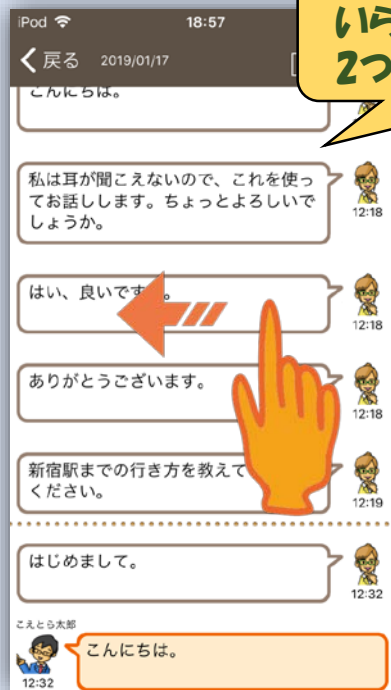 iPod 18:57
戻る 2019/01/17
こんにちは。
私は耳が聞こえないので、これを使っ
てお話しします。ちょっとよろしいで
しょうか。
12:18
はい、良いです
12:18
ありがとうございます。
12:18
新宿駅までの行き方を教えて
ください。
12:19
はじめまして。
12:32
こえとら太郎
こんにちは。
12:32
2つ